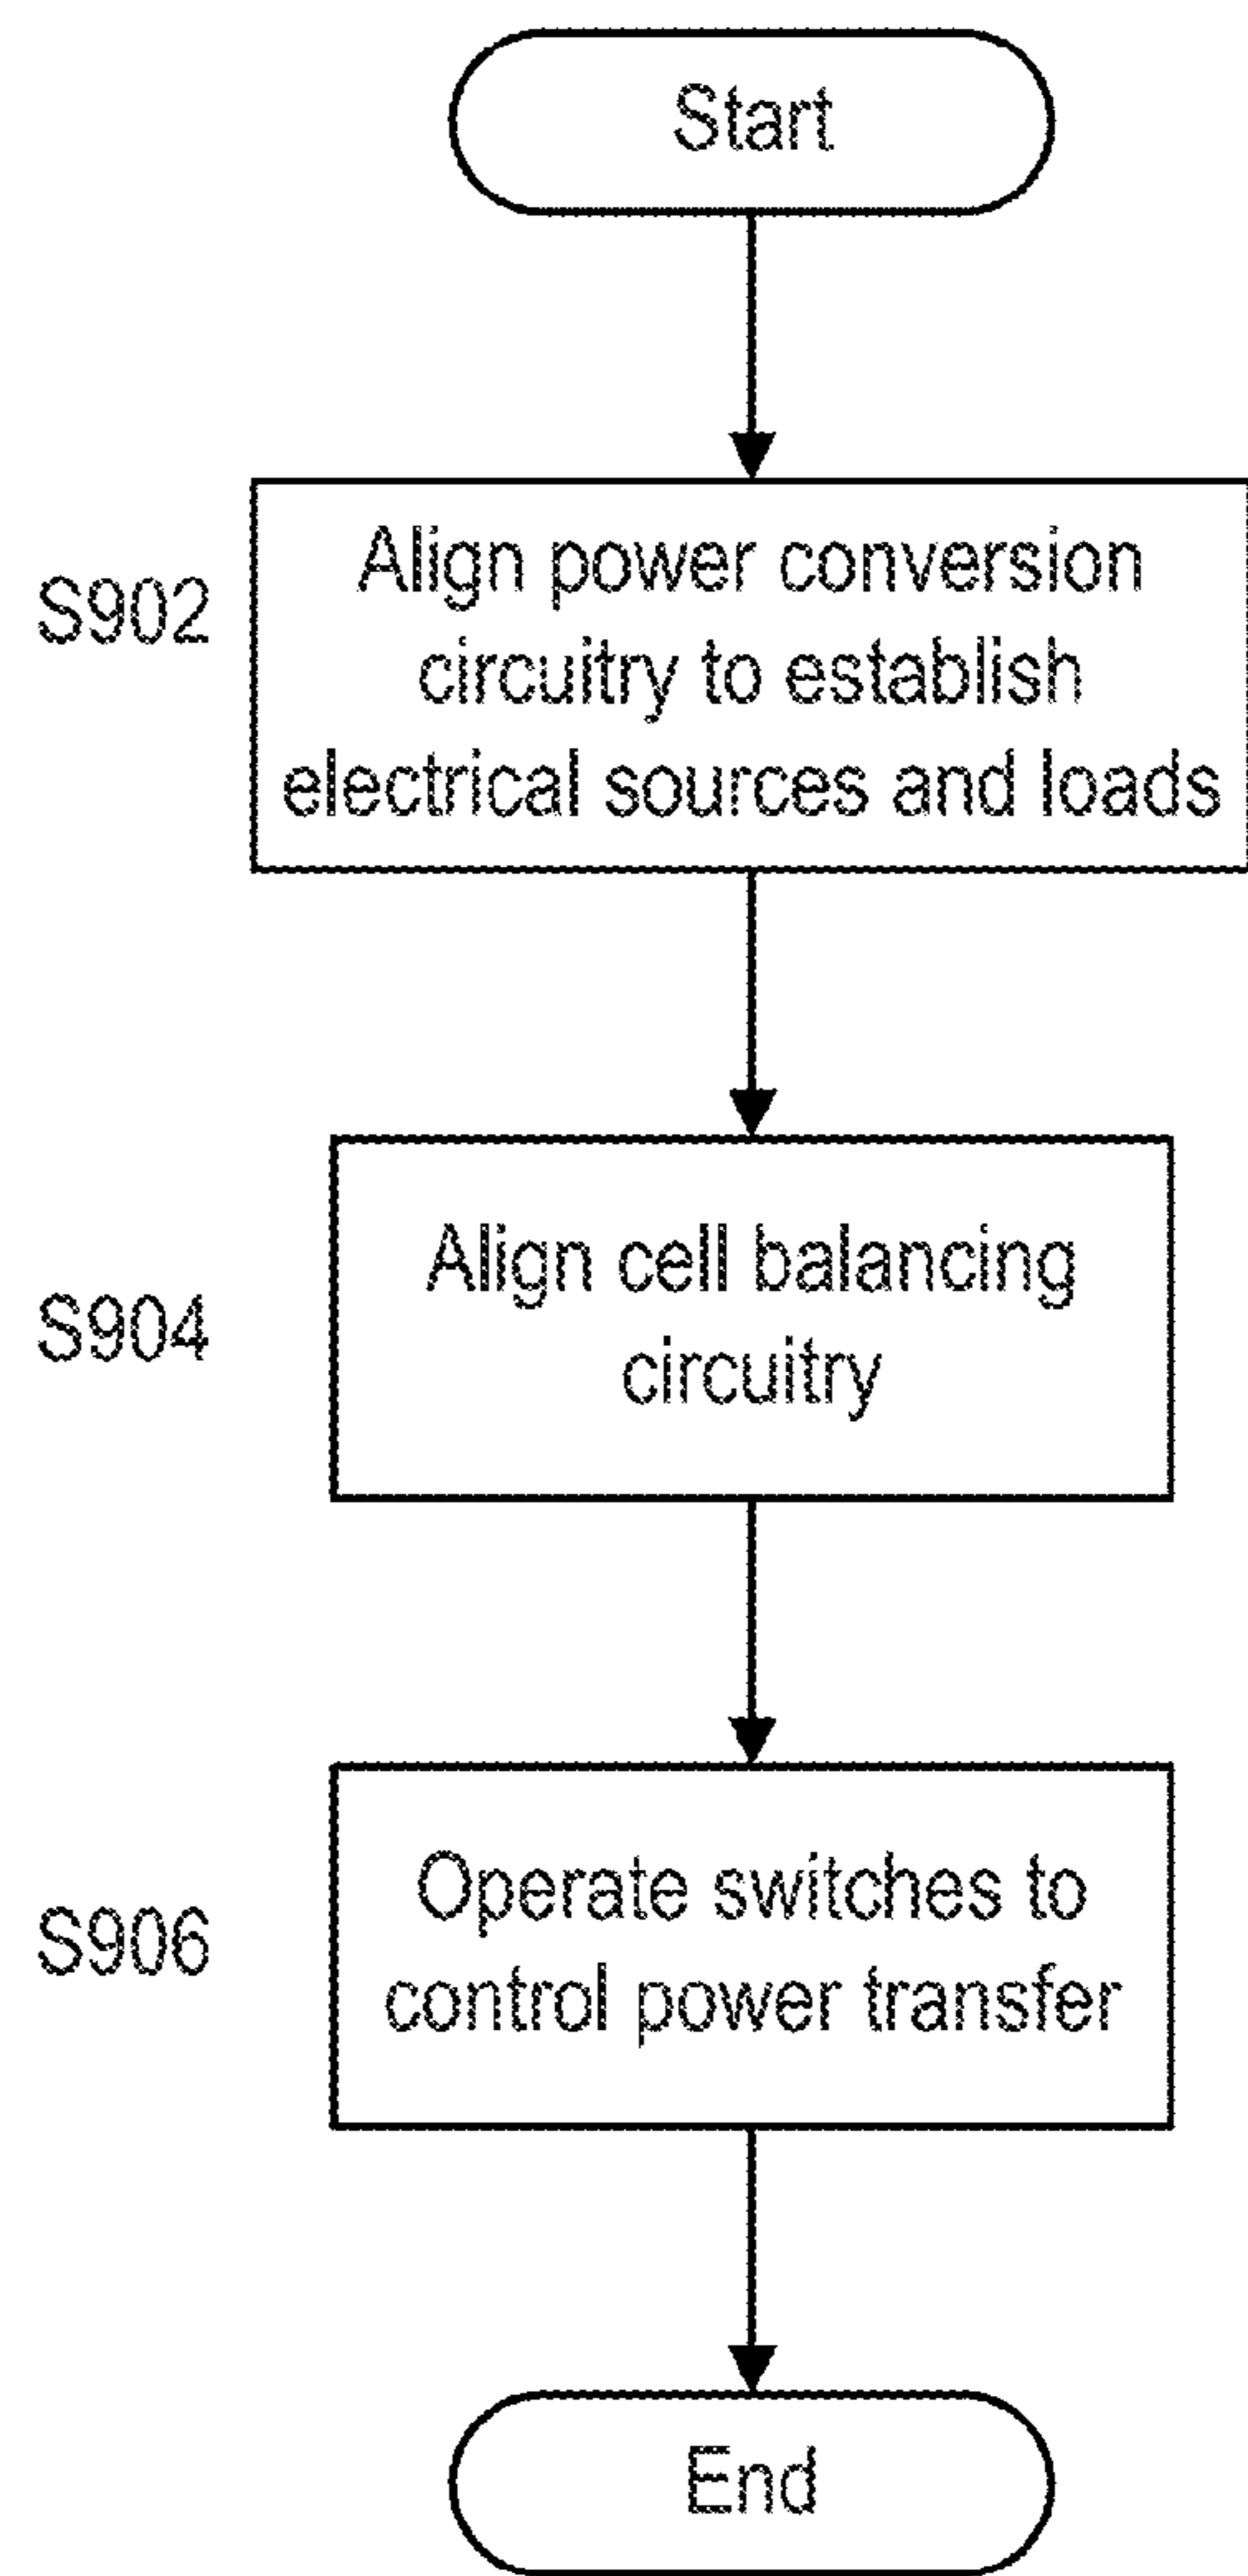 Start
S902
Align power conversion
circuitry to establish
electrical sources and loads
S904
Align cell balancing
circuitry
S906
Operate switches to
control power transfer
End